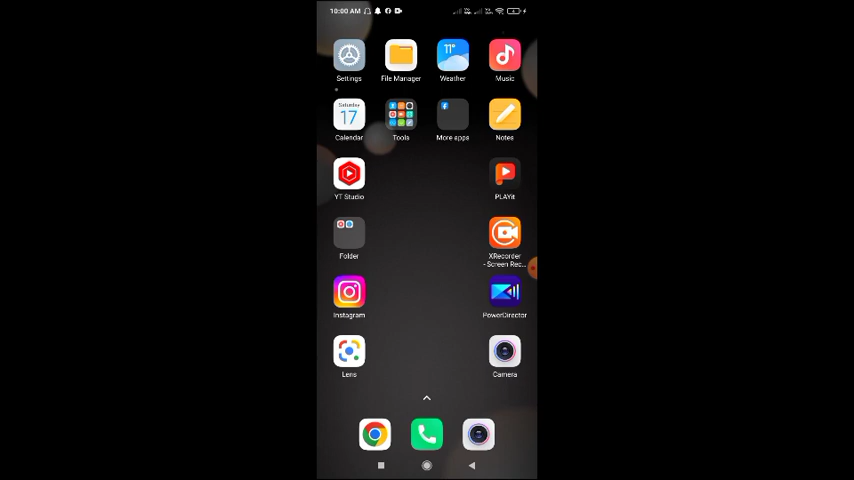 10:00 AM
11°
Settings
File Manager
Weather
Music
Saturday
17
Calendar
Tools
More apps
Notes
YT Studio
PLAYit
Folder
XRecorder
- Screen Rec...
Instagram
PowerDirector
Lens
Camera